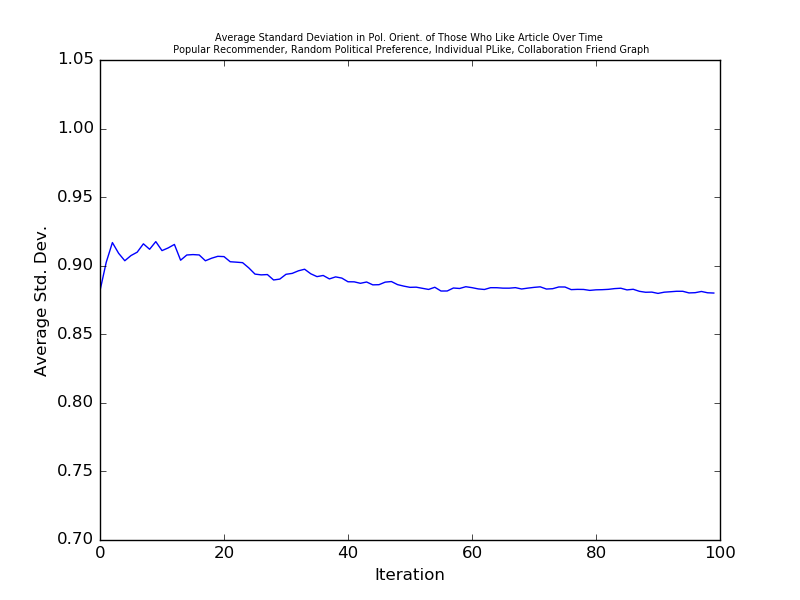 Average Standard Deviation in Pol. Orient. of Those Who Like Article Over Time
Popular Recommender, Random Political Preference, Individual PLike, Collaboration Friend Graph
1.05
1.00
0.95
0.90
0.85
0.80
0.75
0.70
Average Std. Dev.
0 20 40 60 80 100
Iteration